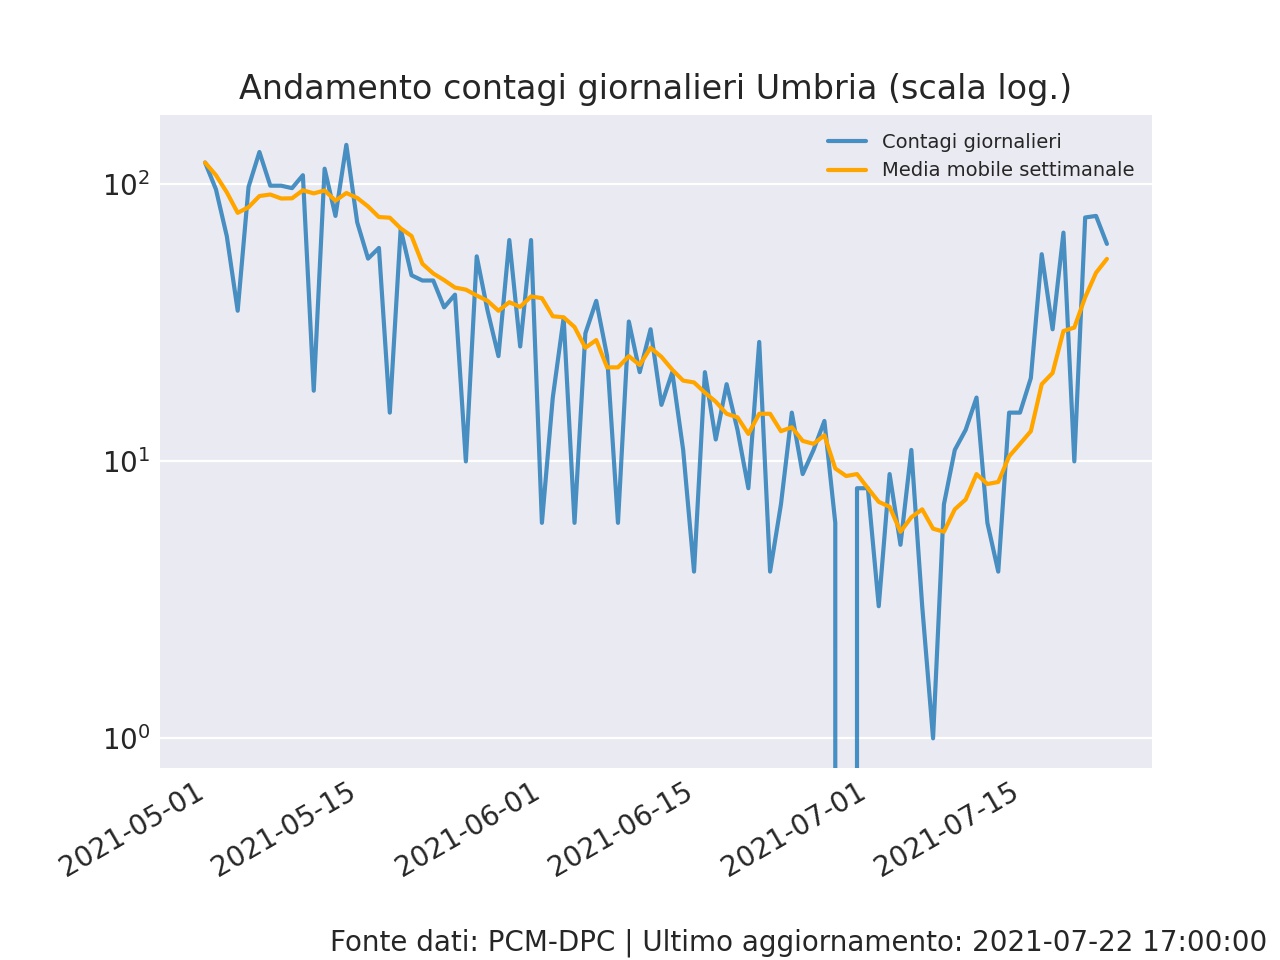 Andamento contagi giornalieri Umbria (scala log.)
Contagi giornalieri
Media mobile settimanale
10²
10¹
10⁰
2021-05-01
2021-05-15
2021-06-01
2021-06-15
2021-07-01
2021-07-15
Fonte dati: PCM-DPC | Ultimo aggiornamento: 2021-07-22 17:00:00